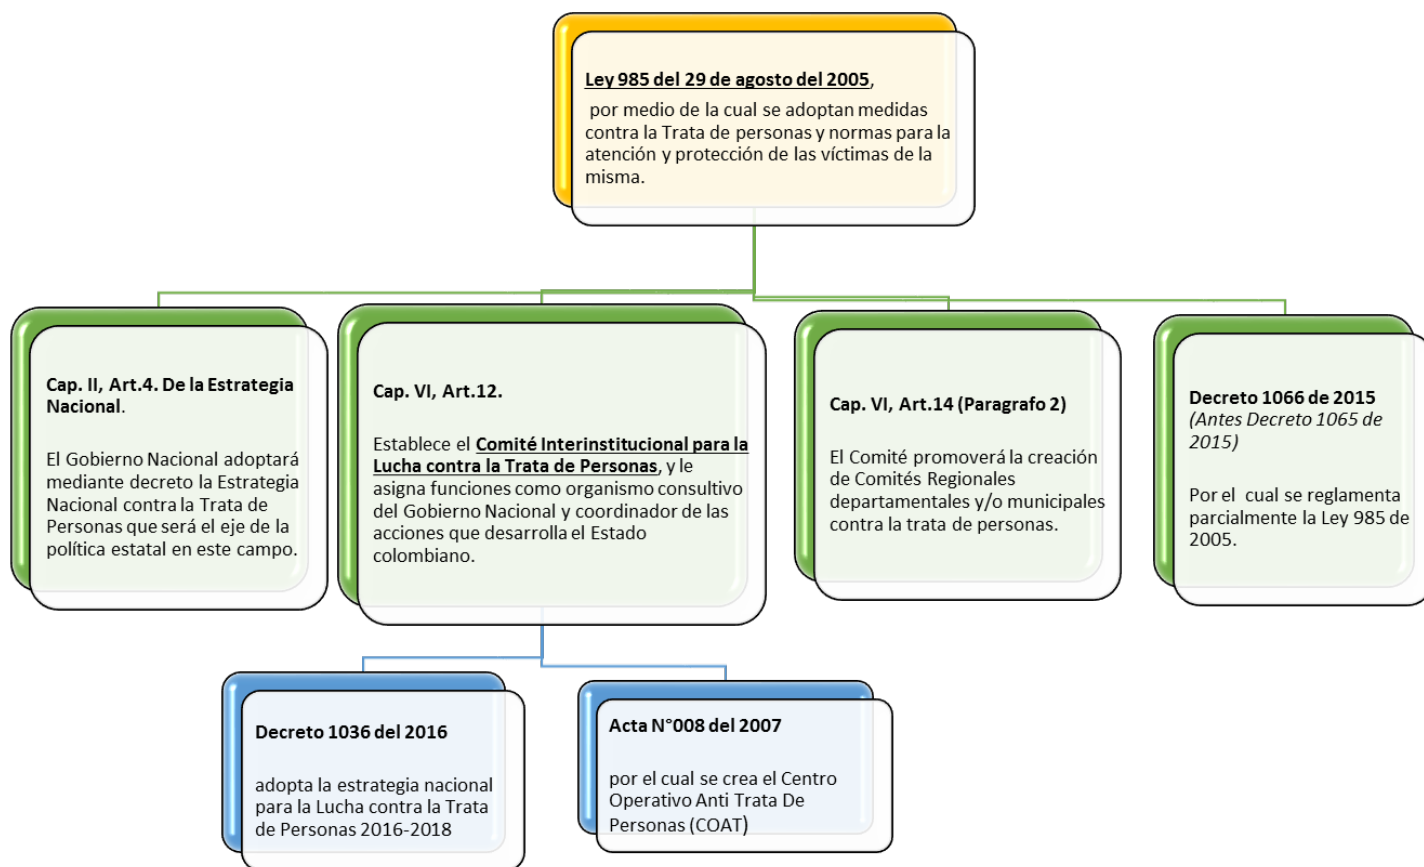 Ley 985 del 29 de agosto del 2005,
por medio de la cual se adoptan medidas
contra la Trata de personas y normas para la
atención y protección de las víctimas de la
misma.
Cap. II, Art.4. De la Estrategia
Nacional.
El Gobierno Nacional adoptará
mediante decreto la Estrategia
Nacional contra la Trata de
Personas que será el eje de la
política estatal en este campo.
Cap. VI, Art.12.
Establece el Comité Interinstitucional para la
Lucha contra la Trata de Personas, y le
asigna funciones como organismo consultivo
del Gobierno Nacional y coordinador de las
acciones que desarrolla el Estado
colombiano.
Cap. VI, Art.14 (Paragrafo 2)
El Comité promoverá la creación
de Comités Regionales
departamentales y/o municipales
contra la trata de personas.
Decreto 1066 de 2015
(Antes Decreto 1065 de
2015)
Por el cual se reglamenta
parcialmente la Ley 985 de
2005.
Decreto 1036 del 2016
adopta la estrategia nacional
para la Lucha contra la Trata
de Personas 2016-2018
Acta N°008 del 2007
por el cual se crea el Centro
Operativo Anti Trata De
Personas (COAT)